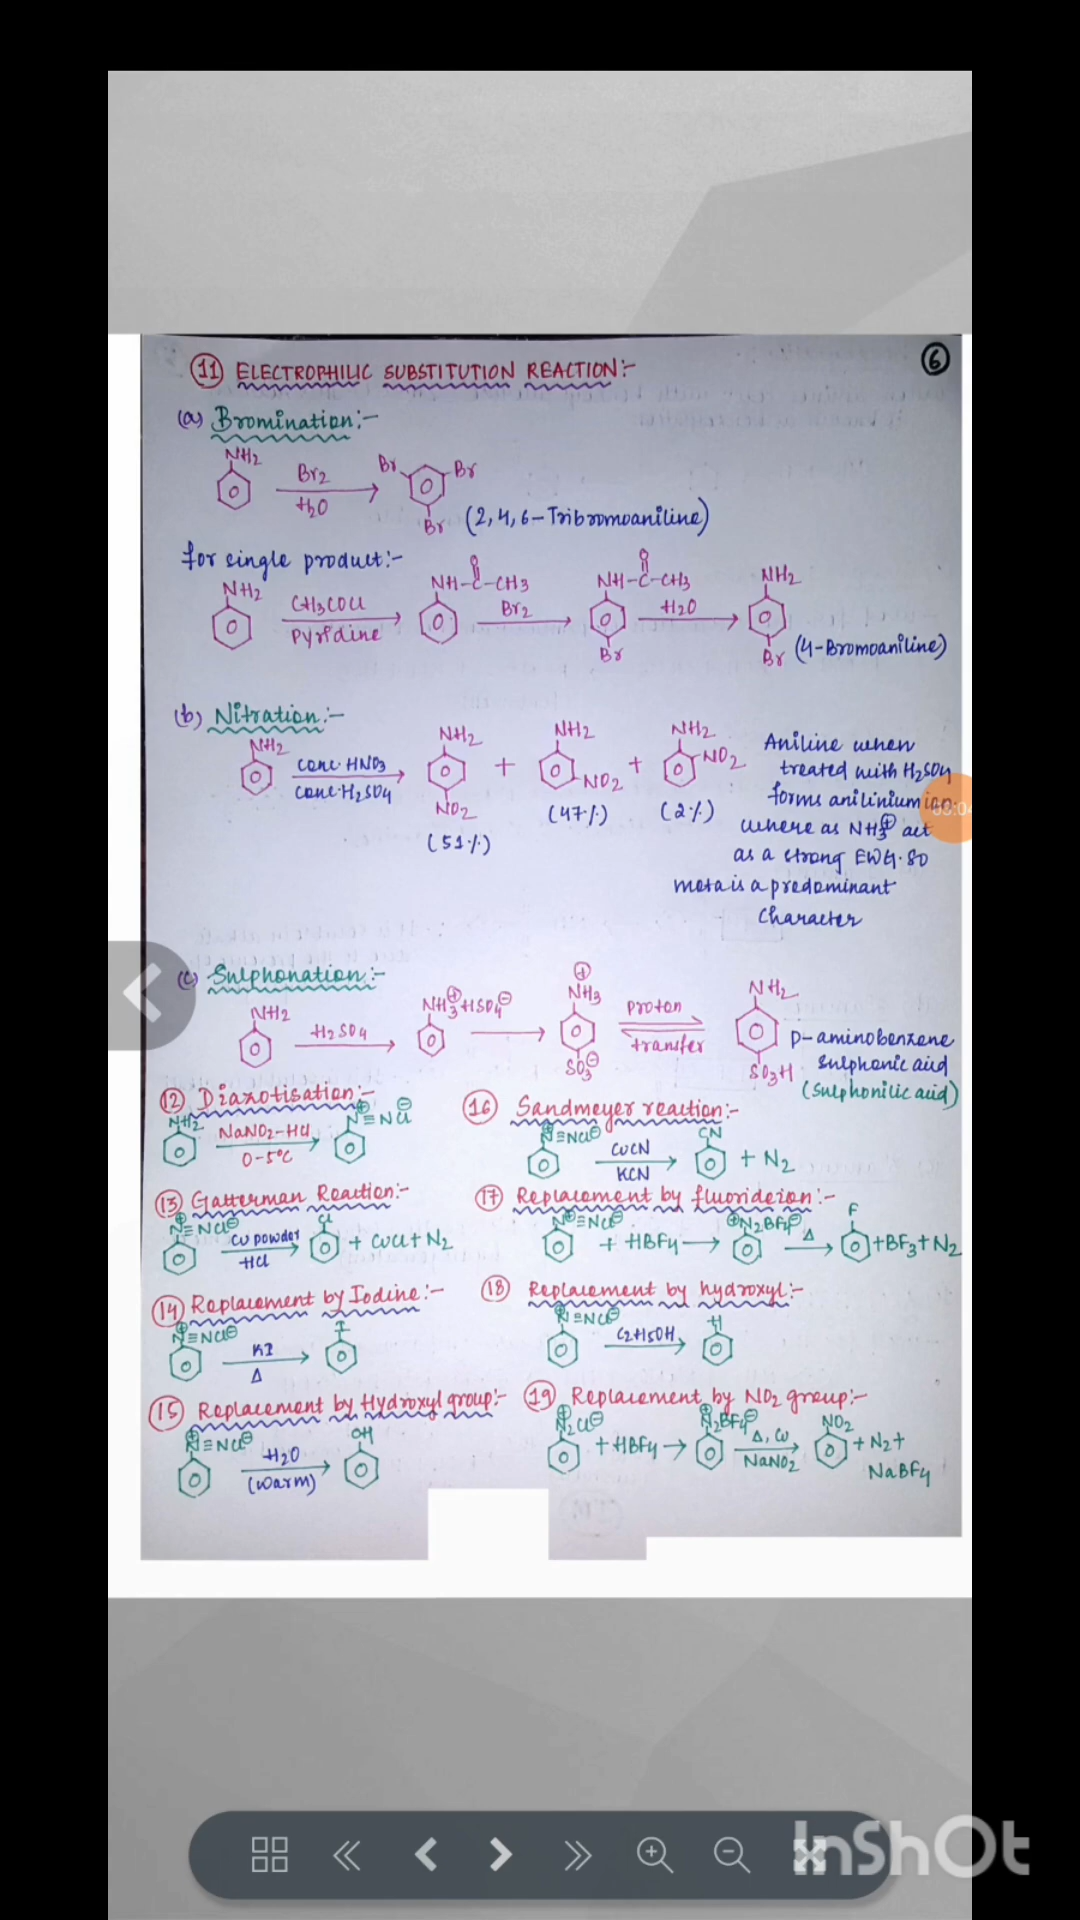 (11) ELECTROPHILIC SUBSTITUTION REACTION:-
(6)
(a) Bromination:-
NH2
Br2
H2O
Br
Br
Br
(2,4,6-Tribromoaniline)
for single product:-
NH2
CH3COCl
Pyridine
O
NH-C-CH3
Br2
O
NH-C-CH3
Br
H2O
NH2
Br
(4-Bromoaniline)
(b) Nitration:-
NH2
conc. HNO3
conc. H2SO4
NH2
NO2
(51%)
+
NH2
NO2
(47%)
+
NH2
NO2
(2%)
Aniline when
treated with H2SO4
forms anilinium ion
where as NH3⊕ act
as a strong EWG. So
meta is a predominant
character
(c) Sulphonation:-
NH2
H2SO4
NH3⊕HSO4⊖
⊕
NH3
SO3⊖
proton
transfer
NH2
SO3H
p-aminobenzene
sulphonic acid
(Sulphonilic acid)
(12) Diazotisation:-
NH2
NaNO2-HCl
0-5°C
N⊕≡NCl⊖
(16) Sandmeyer reaction:-
N⊕≡NCl⊖
CuCN
KCN
CN
+ N2
(13) Gatterman Reaction:-
N⊕≡NCl⊖
Cu powder
HCl
Cl
+ CuCl + N2
(17) Replacement by fluorideion:-
N⊕≡NCl⊖
+ HBF4
⊕N2BF4⊖
Δ
F
+BF3+N2
(14) Replacement by Iodine:-
N⊕≡NCl⊖
KI
Δ
I
(18) Replacement by hydroxyl:-
N⊕≡NCl⊖
C2H5OH
H
(15) Replacement by Hydroxyl group:-
N⊕≡NCl⊖
H2O
(warm)
OH
(19) Replacement by NO2 group:-
N⊕2Cl⊖
+ HBF4
N⊕2BF4⊖
Δ, Cu
NaNO2
NO2
+ N2 +
NaBF4
InShOt